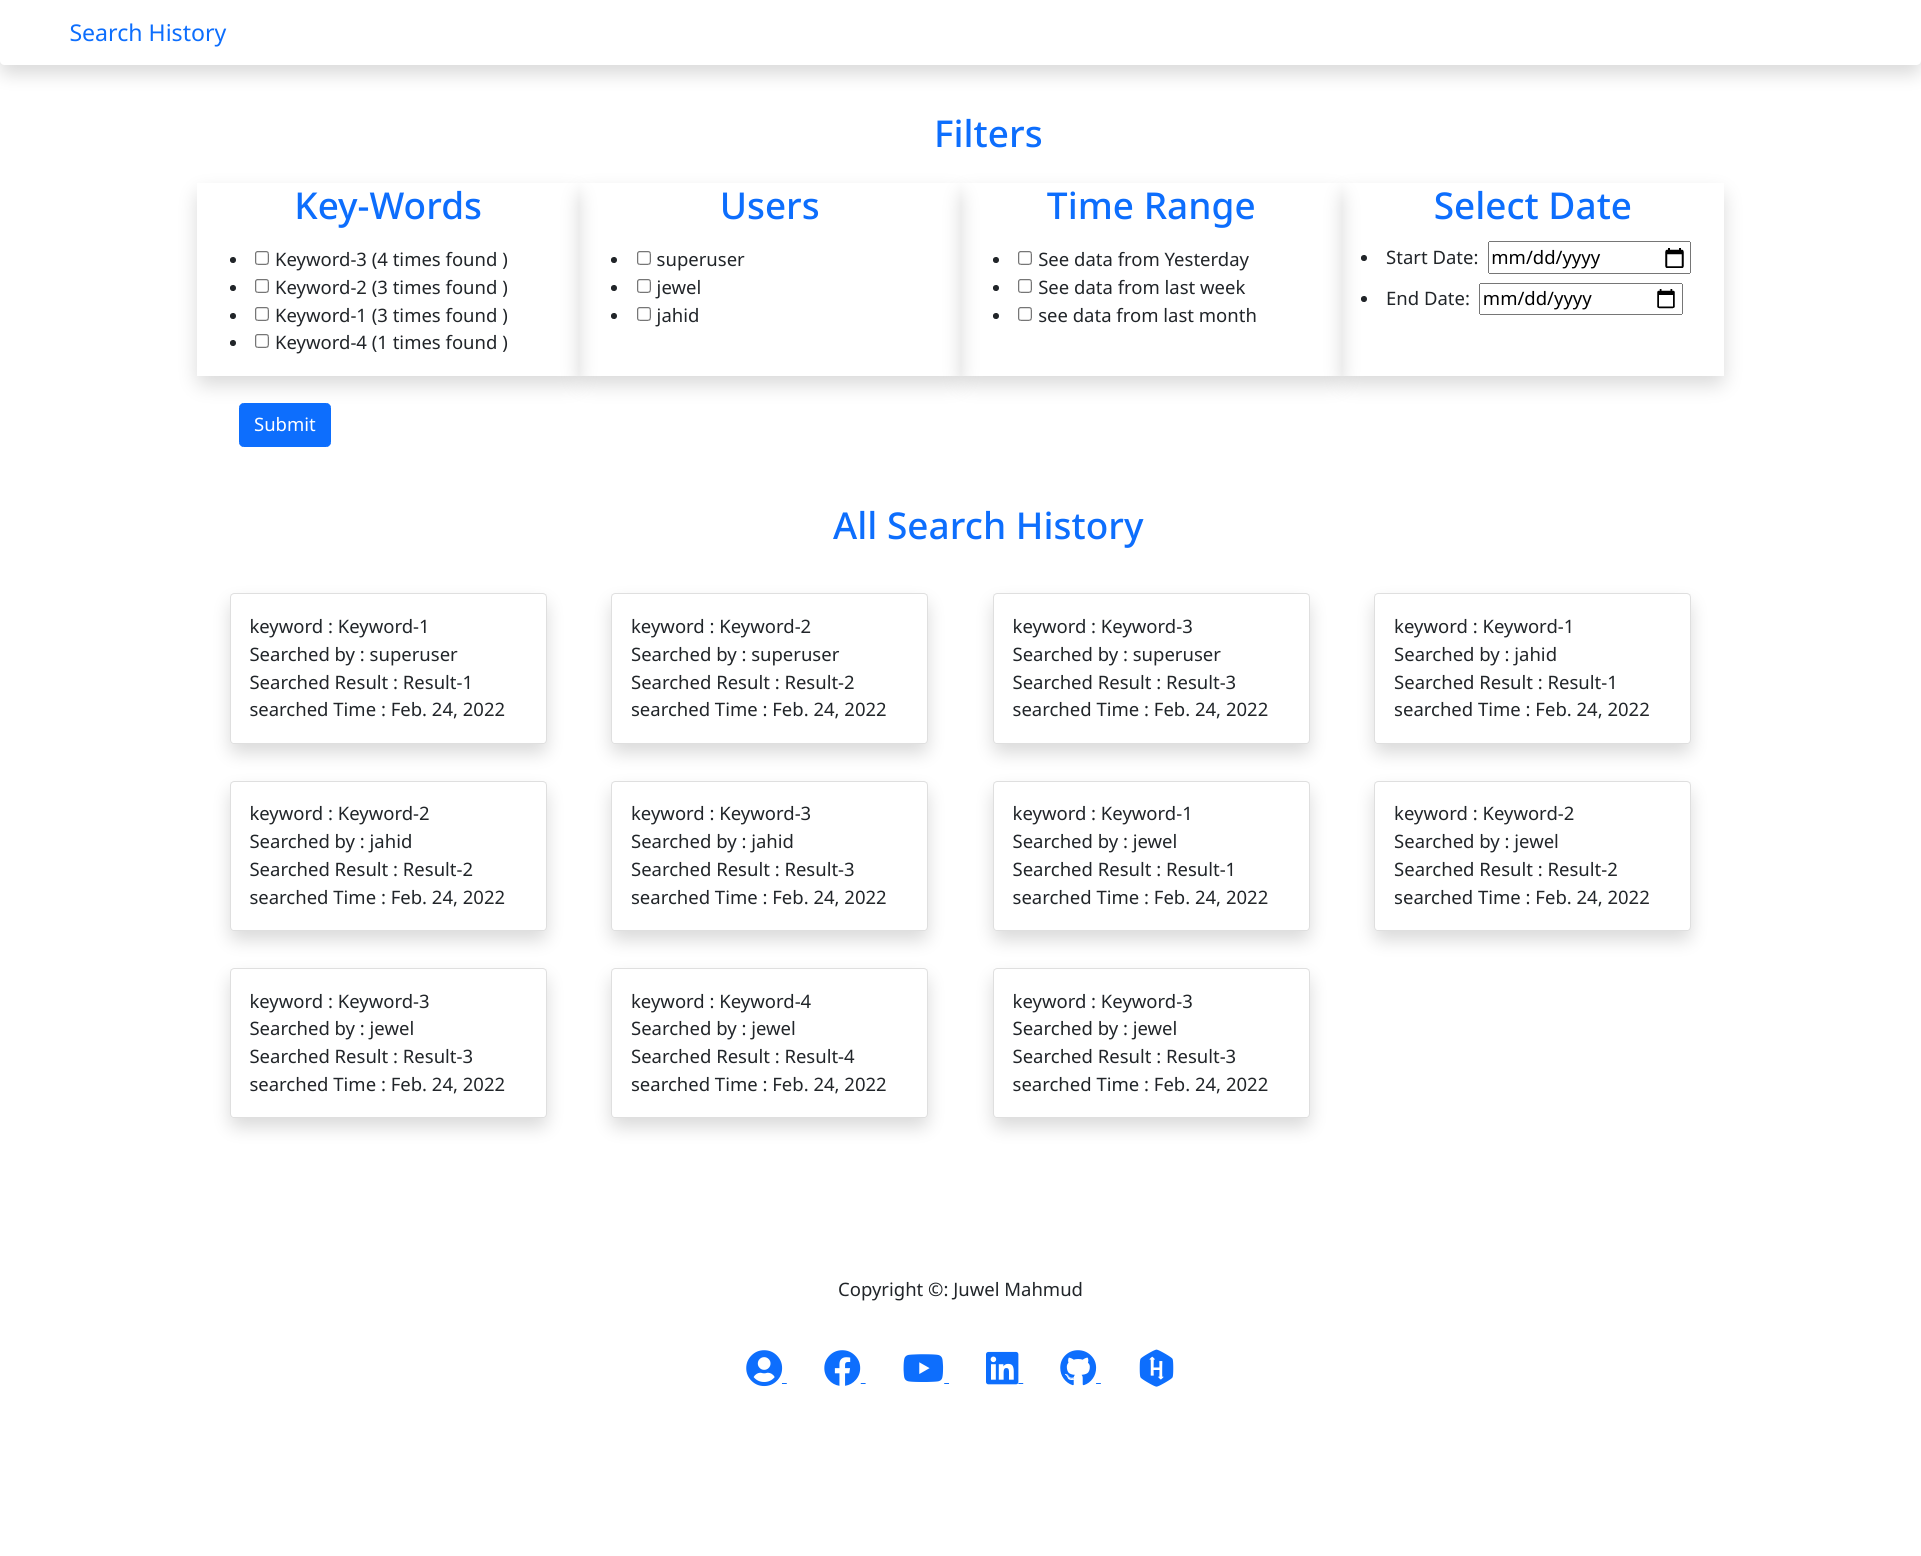 Search History
Filters
Key-Words
Keyword-3 (4 times found )
Keyword-2 (3 times found )
Keyword-1 (3 times found )
Keyword-4 (1 times found )
Users
superuser
jewel
jahid
Time Range
See data from Yesterday
See data from last week
see data from last month
Select Date
Start Date: mm/dd/yyyy
End Date: mm/dd/yyyy
Submit
All Search History
keyword : Keyword-1
Searched by : superuser
Searched Result : Result-1
searched Time : Feb. 24, 2022
keyword : Keyword-2
Searched by : superuser
Searched Result : Result-2
searched Time : Feb. 24, 2022
keyword : Keyword-3
Searched by : superuser
Searched Result : Result-3
searched Time : Feb. 24, 2022
keyword : Keyword-1
Searched by : jahid
Searched Result : Result-1
searched Time : Feb. 24, 2022
keyword : Keyword-2
Searched by : jahid
Searched Result : Result-2
searched Time : Feb. 24, 2022
keyword : Keyword-3
Searched by : jahid
Searched Result : Result-3
searched Time : Feb. 24, 2022
keyword : Keyword-1
Searched by : jewel
Searched Result : Result-1
searched Time : Feb. 24, 2022
keyword : Keyword-2
Searched by : jewel
Searched Result : Result-2
searched Time : Feb. 24, 2022
keyword : Keyword-3
Searched by : jewel
Searched Result : Result-3
searched Time : Feb. 24, 2022
keyword : Keyword-4
Searched by : jewel
Searched Result : Result-4
searched Time : Feb. 24, 2022
keyword : Keyword-3
Searched by : jewel
Searched Result : Result-3
searched Time : Feb. 24, 2022
Copyright ©: Juwel Mahmud